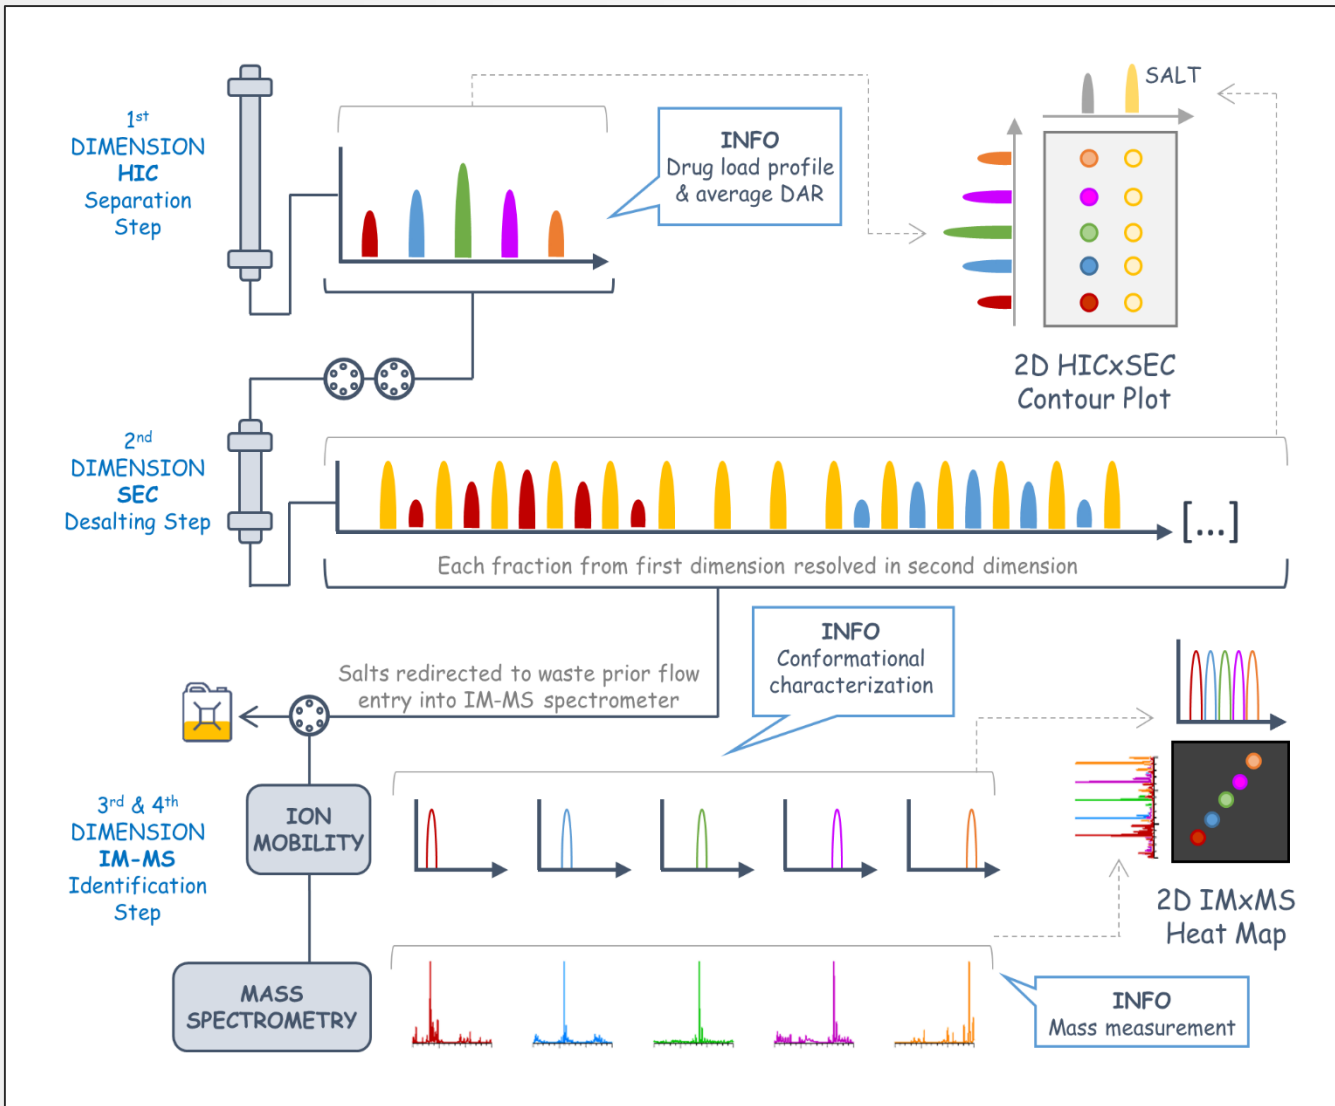 1st
DIMENSION
HIC
Separation
Step
INFO
Drug load profile
& average DAR
SALT
2D HICxSEC
Contour Plot
2nd
DIMENSION
SEC
Desalting Step
[...]
Each fraction from first dimension resolved in second dimension
INFO
Conformational
characterization
Salts redirected to waste prior flow
entry into IM-MS spectrometer
3rd & 4th
DIMENSION
IM-MS
Identification
Step
ION
MOBILITY
2D IMxMS
Heat Map
MASS
SPECTROMETRY
INFO
Mass measurement